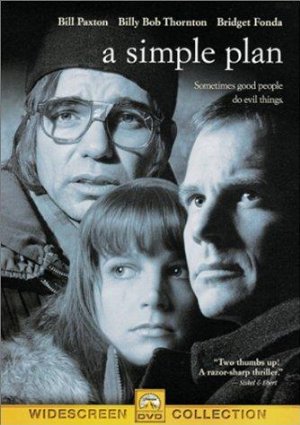 Bill Paxton Billy Bob Thornton Bridget Fonda
a simple plan
Sometimes good people
do evil things.
"Two thumbs up!
A razor-sharp thriller."
— Siskel & Ebert
WIDESCREEN DVD COLLECTION